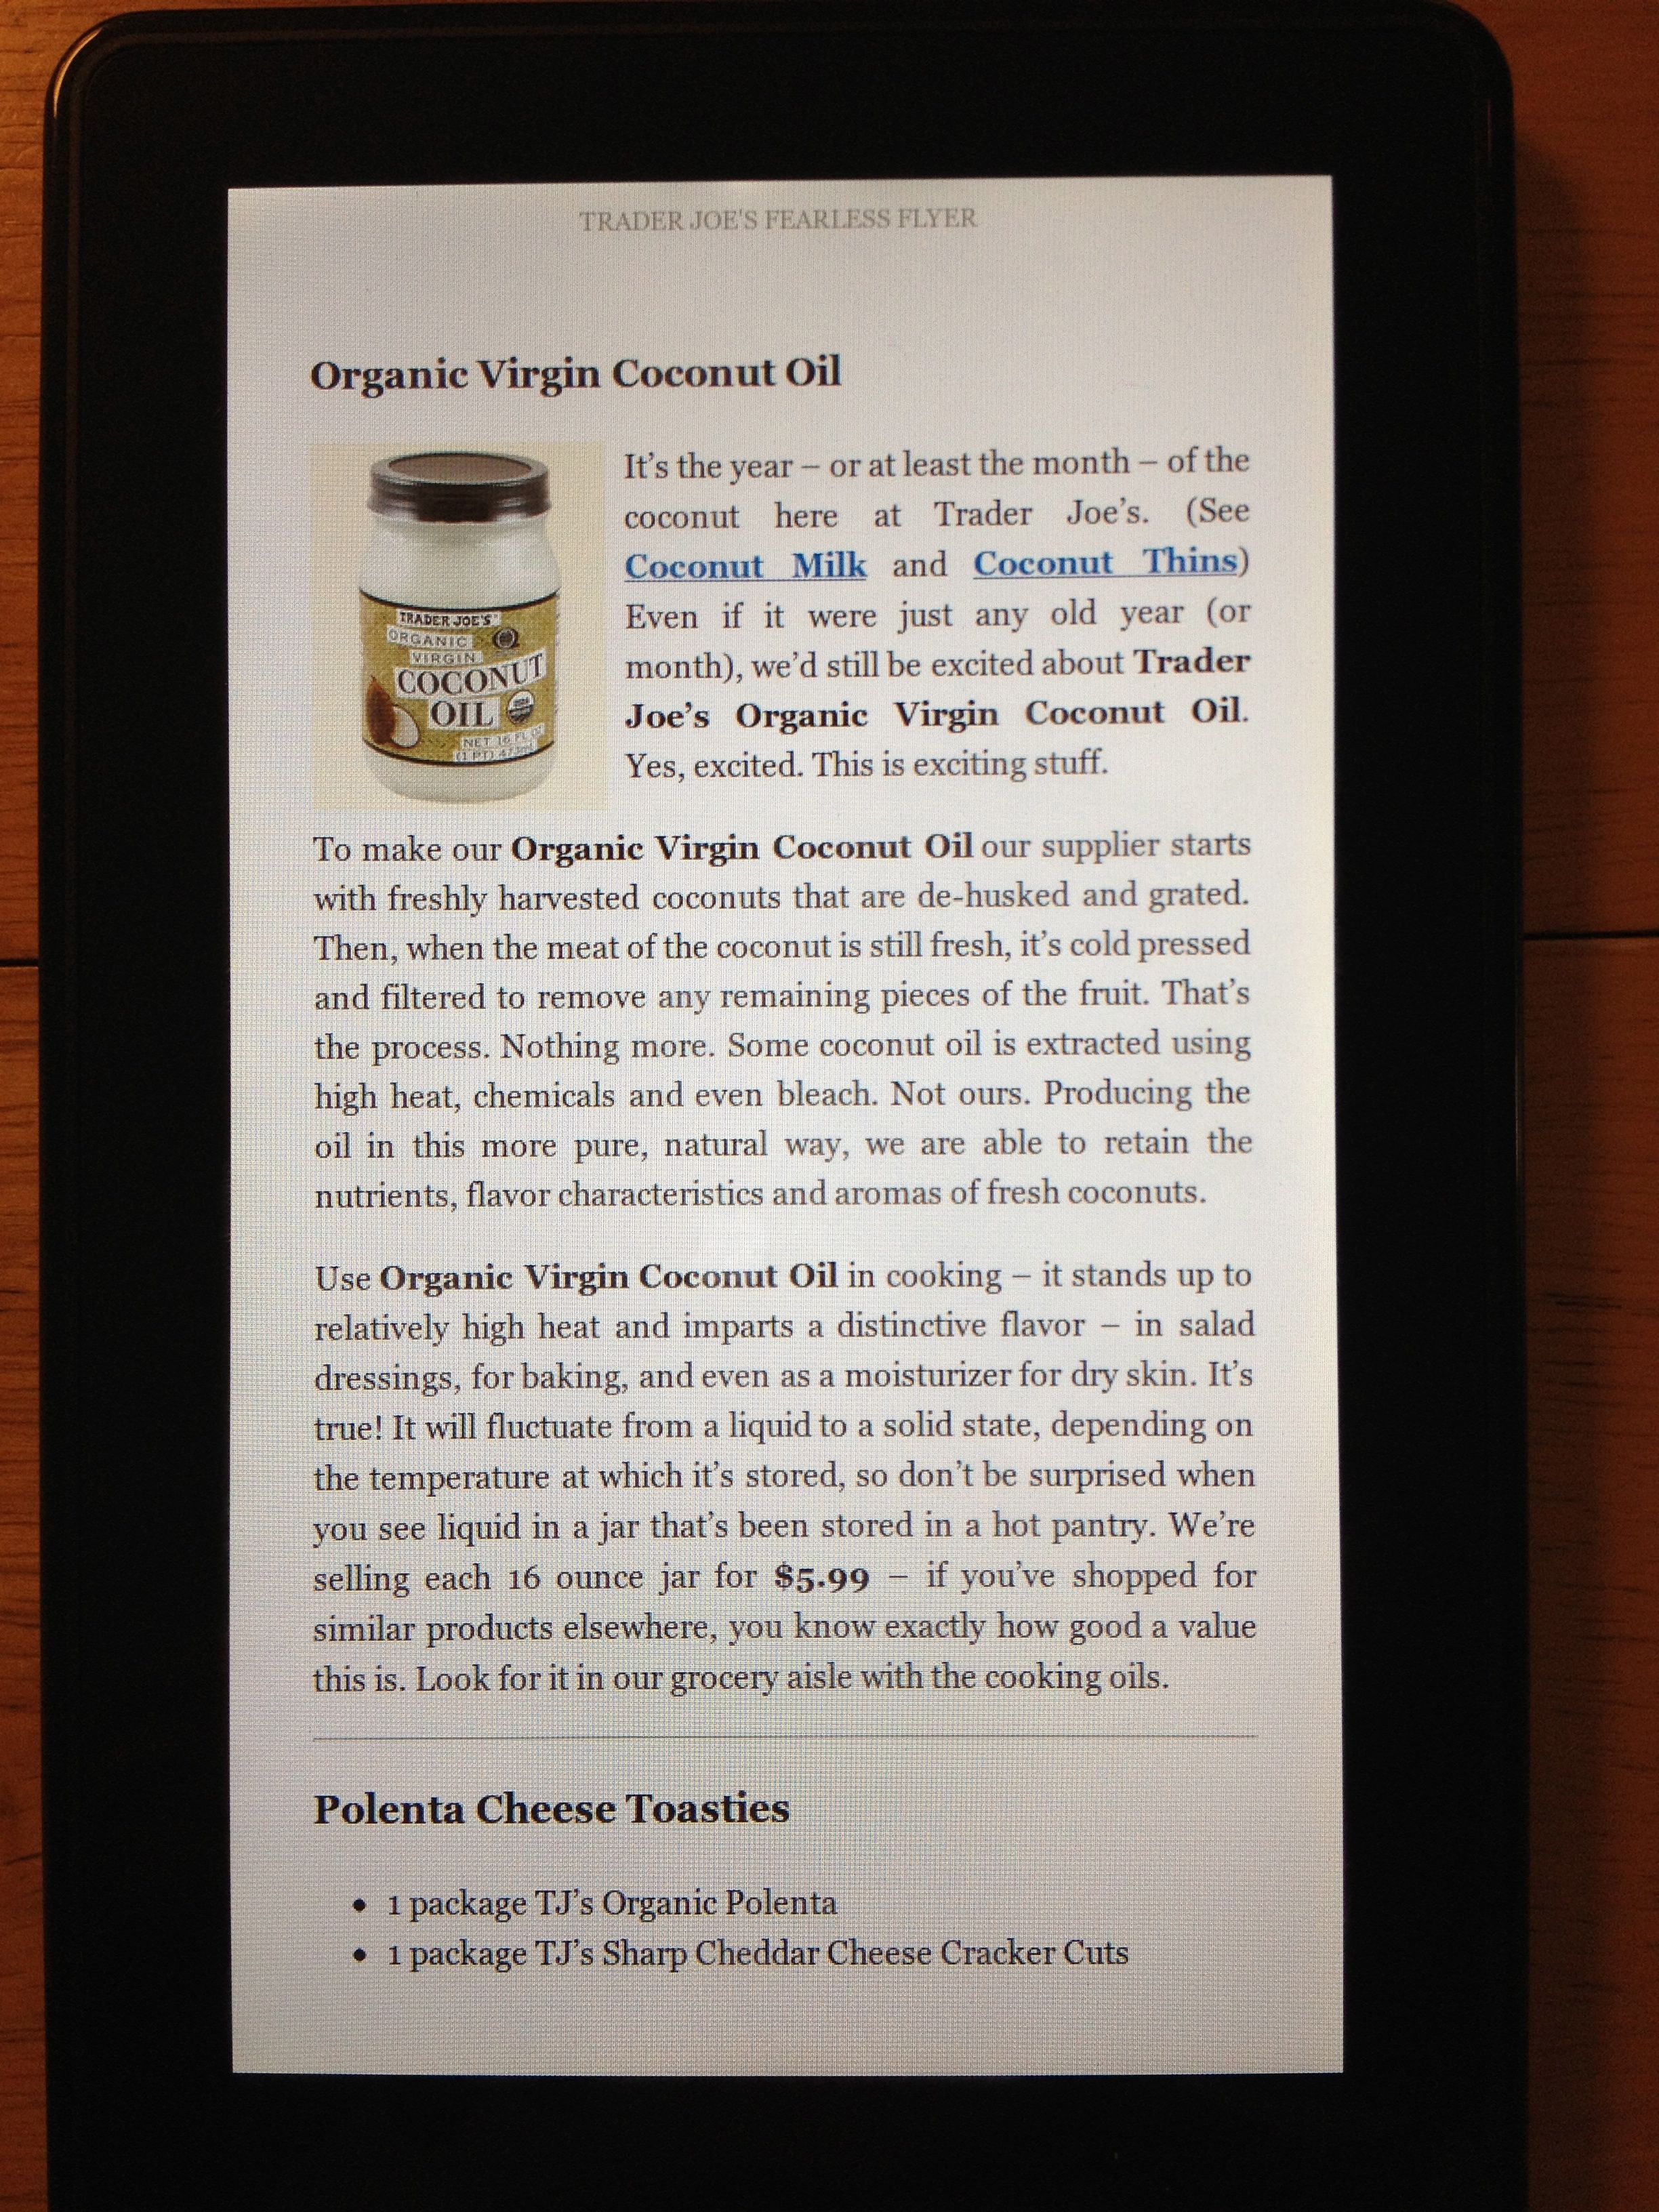 TRADER JOE'S FEARLESS FLYER
Organic Virgin Coconut Oil
TRADER JOE'S
ORGANIC
VIRGIN
COCONUT
OIL
NET 16 FL OZ
(1 PT) 473mL
It's the year – or at least the month – of the
coconut here at Trader Joe's. (See
Coconut Milk and Coconut Thins)
Even if it were just any old year (or
month), we'd still be excited about Trader
Joe's Organic Virgin Coconut Oil.
Yes, excited. This is exciting stuff.
To make our Organic Virgin Coconut Oil our supplier starts
with freshly harvested coconuts that are de-husked and grated.
Then, when the meat of the coconut is still fresh, it's cold pressed
and filtered to remove any remaining pieces of the fruit. That's
the process. Nothing more. Some coconut oil is extracted using
high heat, chemicals and even bleach. Not ours. Producing the
oil in this more pure, natural way, we are able to retain the
nutrients, flavor characteristics and aromas of fresh coconuts.
Use Organic Virgin Coconut Oil in cooking – it stands up to
relatively high heat and imparts a distinctive flavor – in salad
dressings, for baking, and even as a moisturizer for dry skin. It's
true! It will fluctuate from a liquid to a solid state, depending on
the temperature at which it's stored, so don't be surprised when
you see liquid in a jar that's been stored in a hot pantry. We're
selling each 16 ounce jar for $5.99 – if you've shopped for
similar products elsewhere, you know exactly how good a value
this is. Look for it in our grocery aisle with the cooking oils.
Polenta Cheese Toasties
• 1 package TJ's Organic Polenta
• 1 package TJ's Sharp Cheddar Cheese Cracker Cuts